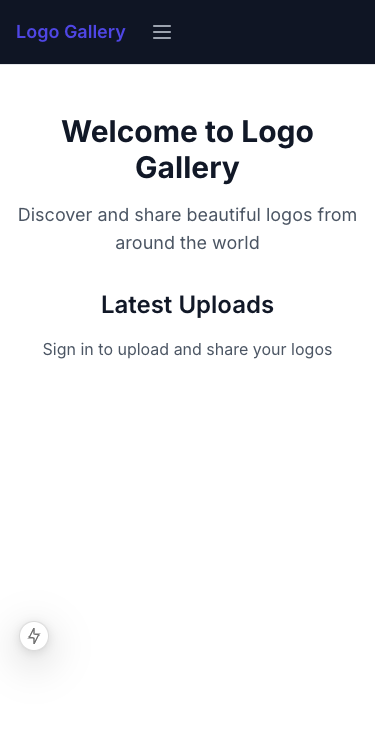 Logo Gallery
Welcome to Logo
Gallery
Discover and share beautiful logos from
around the world
Latest Uploads
Sign in to upload and share your logos